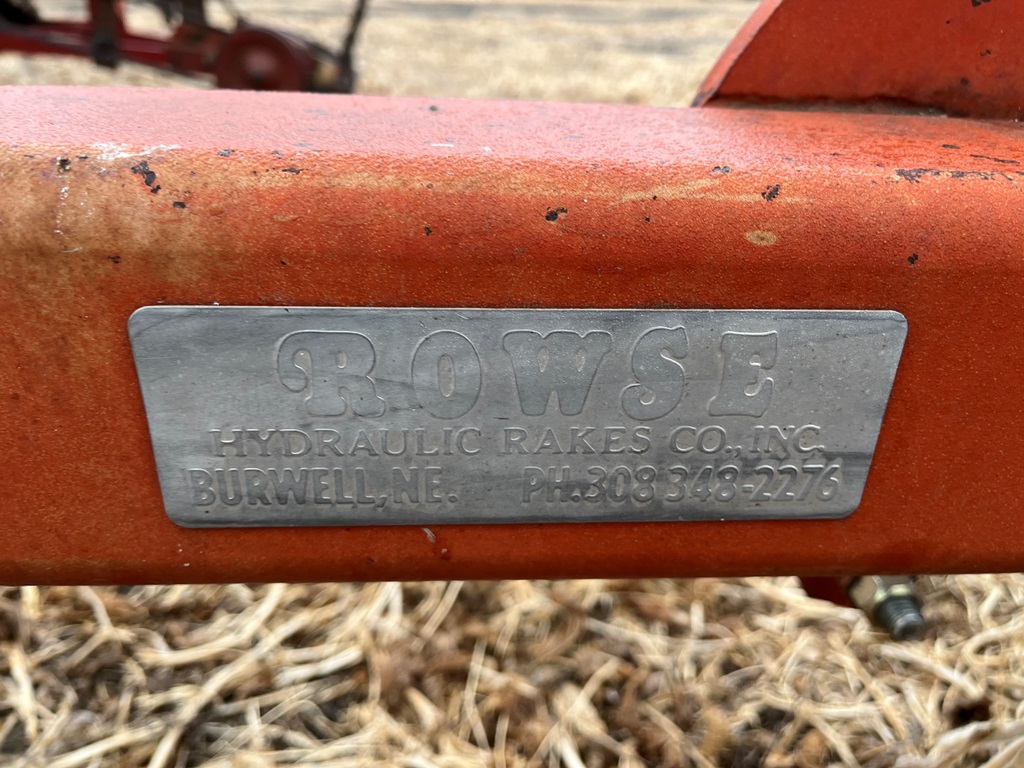 ROWSE
HYDRAULIC RAKES CO., INC.
BURWELL, NE. PH. 308 348-2276